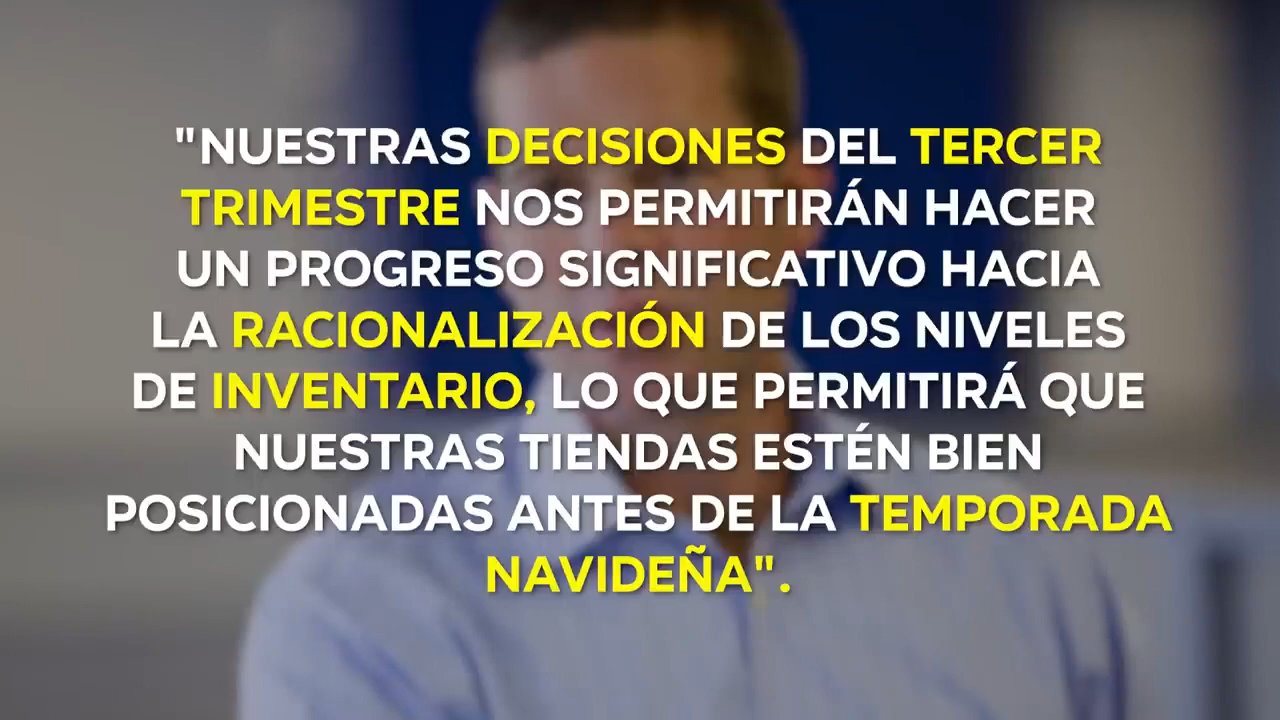 "NUESTRAS DECISIONES DEL TERCER
TRIMESTRE NOS PERMITIRÁN HACER
UN PROGRESO SIGNIFICATIVO HACIA
LA RACIONALIZACIÓN DE LOS NIVELES
DE INVENTARIO, LO QUE PERMITIRÁ QUE
NUESTRAS TIENDAS ESTÉN BIEN
POSICIONADAS ANTES DE LA TEMPORADA
NAVIDEÑA".